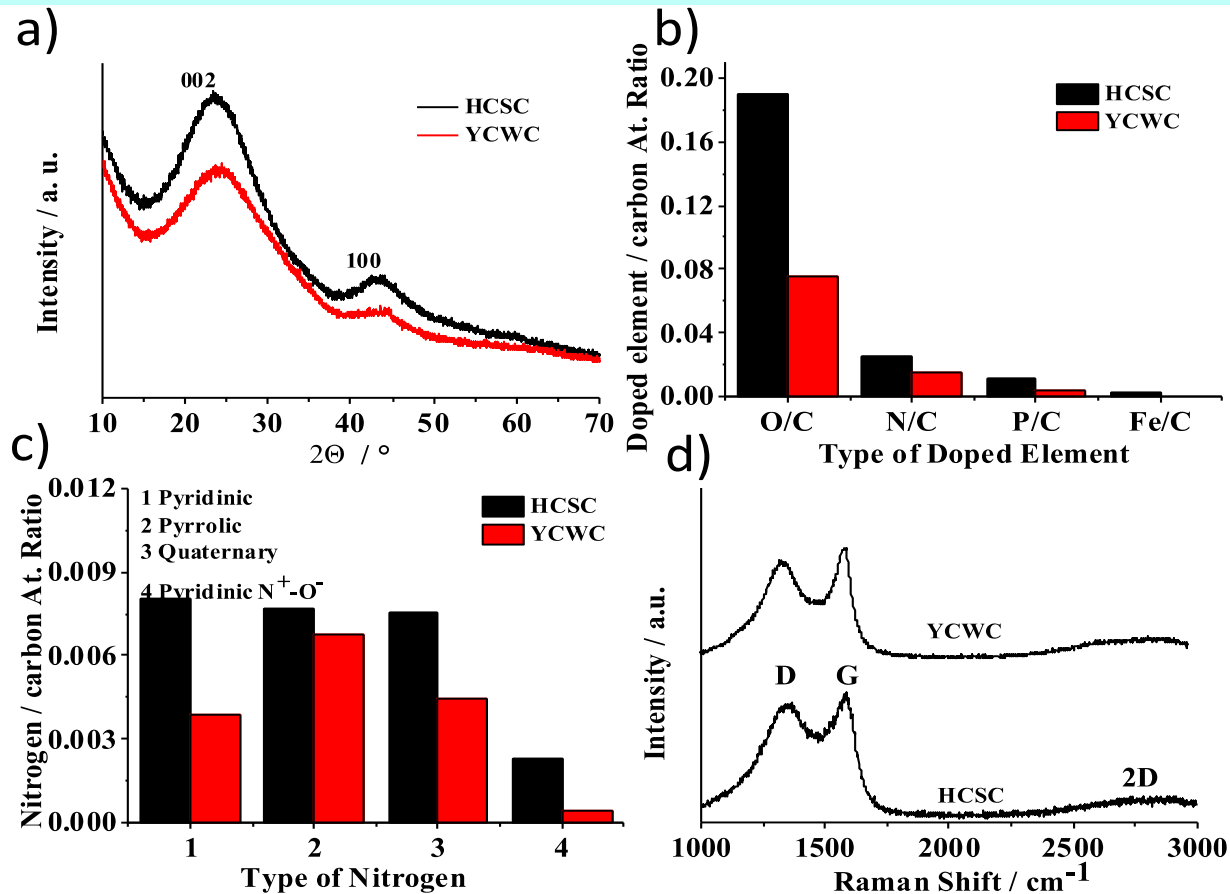 a)
002
HCSC
YCWC
100
Intensity / a. u.
10 20 30 40 50 60 70
2Θ / °
b)
0.20
0.16
0.12
0.08
0.04
0.00
Doped element / carbon At. Ratio
HCSC
YCWC
O/C N/C P/C Fe/C
Type of Doped Element
c)
0.012
0.009
0.006
0.003
0.000
Nitrogen / carbon At. Ratio
1 Pyridinic
2 Pyrrolic
3 Quaternary
4 Pyridinic N⁺-O⁻
HCSC
YCWC
1 2 3 4
Type of Nitrogen
d)
Intensity / a.u.
YCWC
D G
HCSC
2D
1000 1500 2000 2500 3000
Raman Shift / cm⁻¹